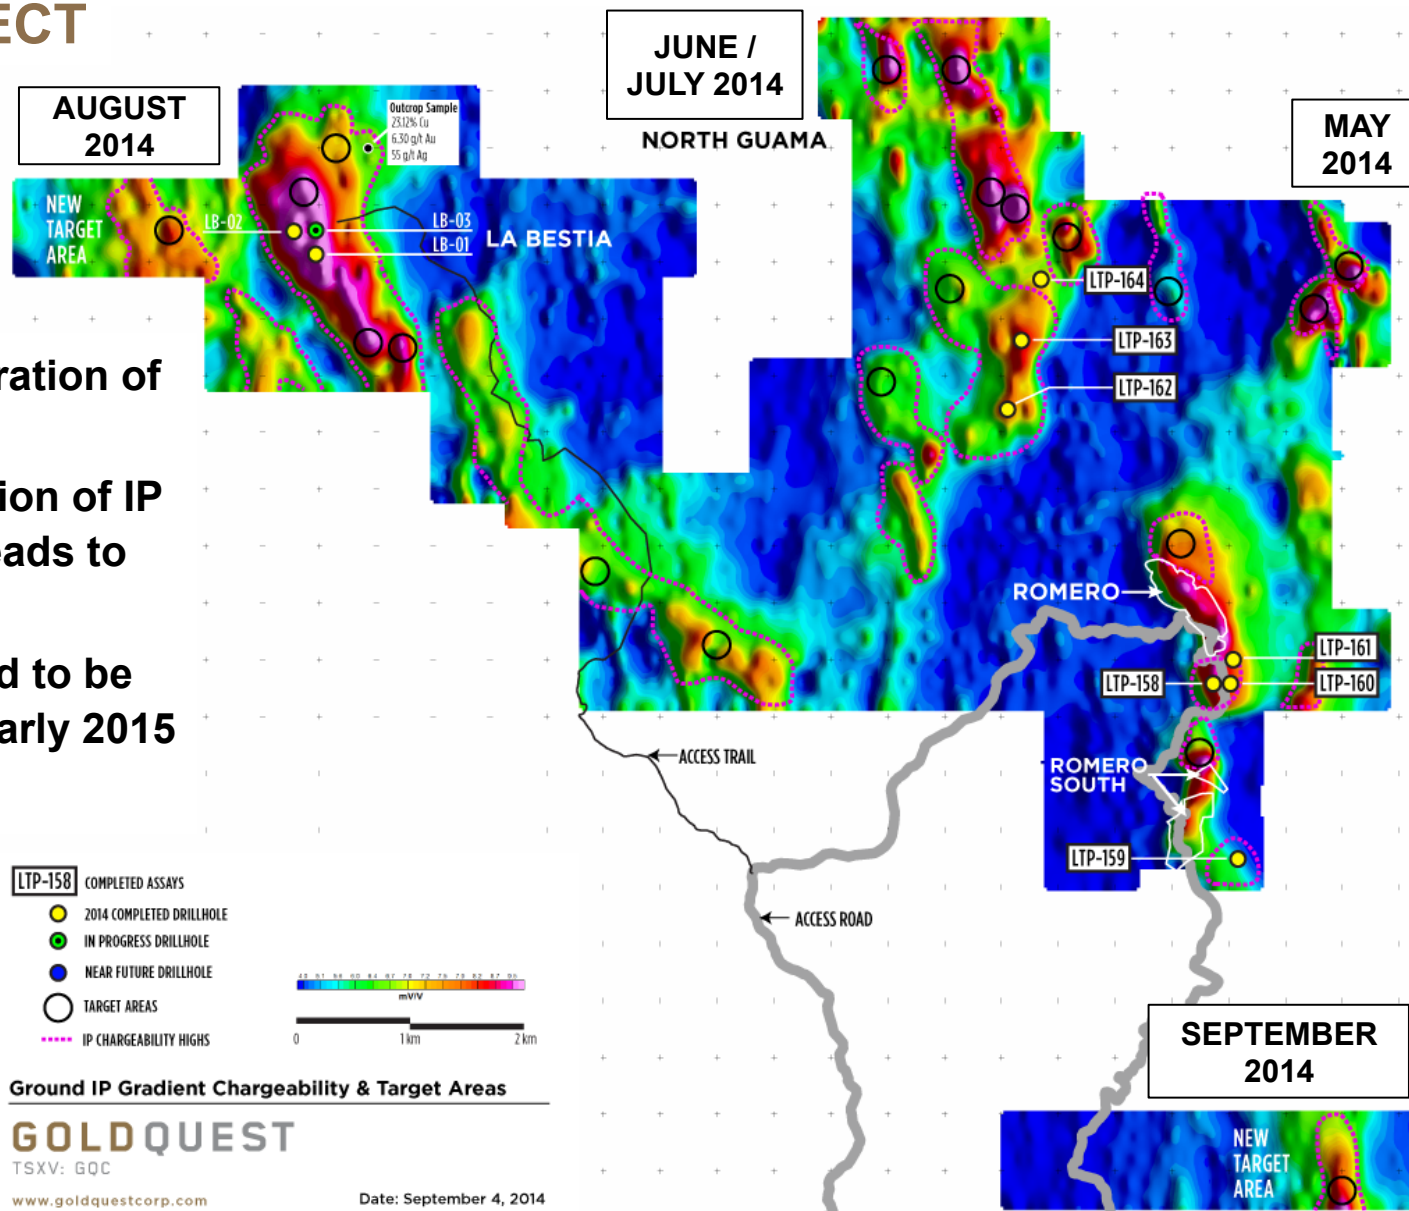 ECT
AUGUST
2014
JUNE /
JULY 2014
MAY
2014
NORTH GUAMA
Outcrop Sample
23.12% Cu
6.30 g/t Au
55 g/t Ag
NEW
TARGET
AREA
LB-02
LB-03
LB-01
LA BESTIA
LTP-164
LTP-163
LTP-162
ration of
ion of IP
eads to
d to be
arly 2015
ROMERO
LTP-161
LTP-158
LTP-160
ACCESS TRAIL
ROMERO
SOUTH
LTP-159
ACCESS ROAD
LTP-158 COMPLETED ASSAYS
2014 COMPLETED DRILLHOLE
IN PROGRESS DRILLHOLE
NEAR FUTURE DRILLHOLE
TARGET AREAS
IP CHARGEABILITY HIGHS
mV/V
0 1 km 2 km
Ground IP Gradient Chargeability & Target Areas
GOLDQUEST
TSXV: GQC
www.goldquestcorp.com
Date: September 4, 2014
SEPTEMBER
2014
NEW
TARGET
AREA